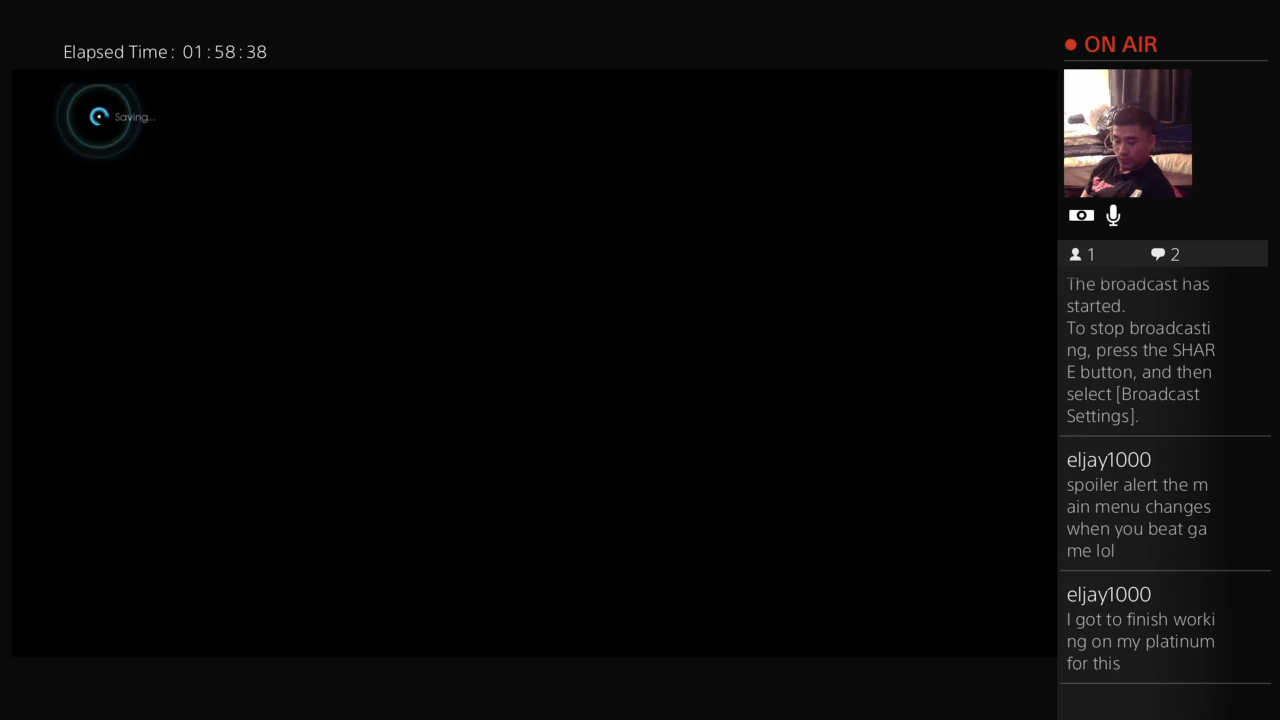 Elapsed Time: 01:58:38
Saving...
ON AIR
1
2
The broadcast has
started.
To stop broadcasti
ng, press the SHAR
E button, and then
select [Broadcast
Settings].
eljay1000
spoiler alert the m
ain menu changes
when you beat ga
me lol
eljay1000
I got to finish worki
ng on my platinum
for this